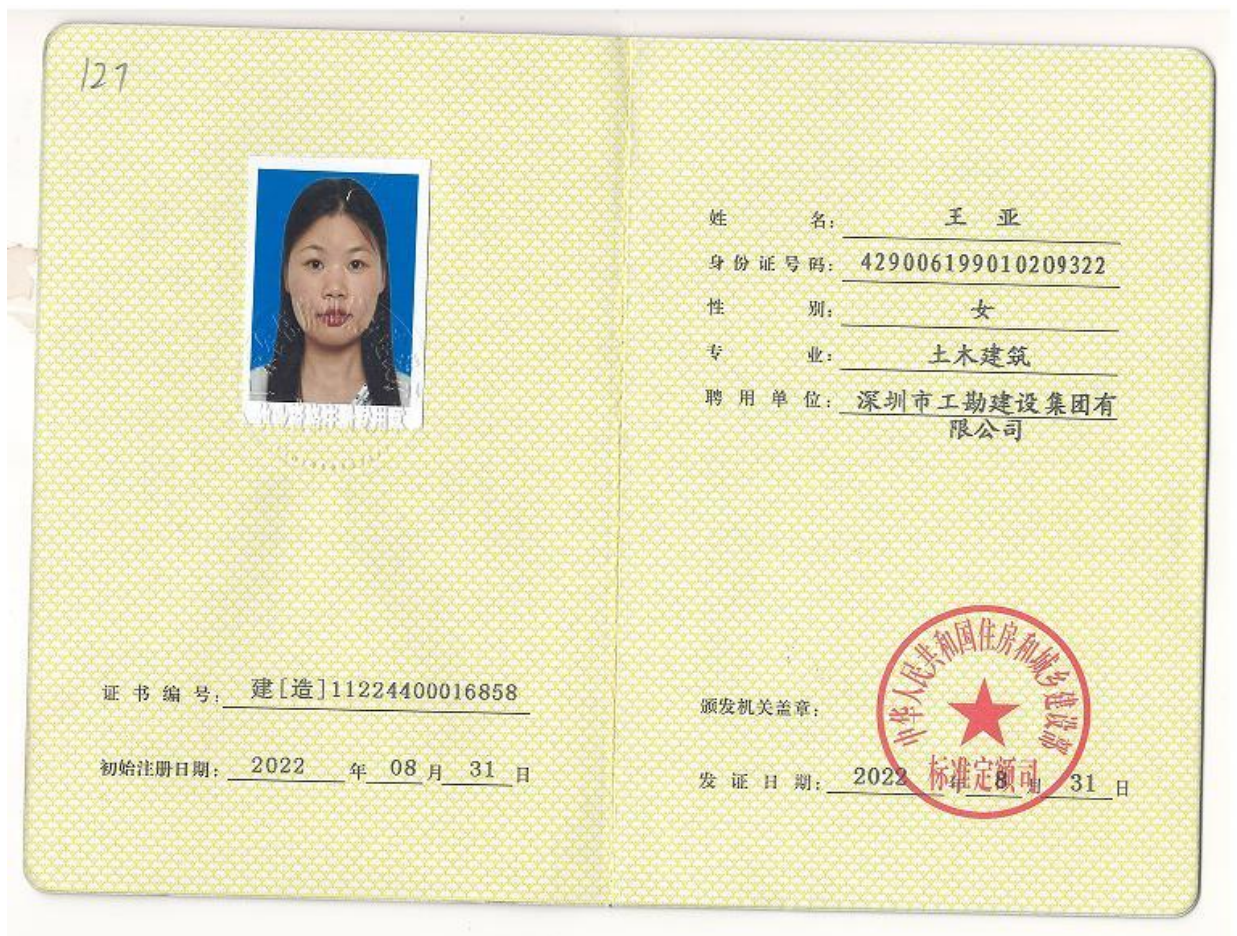 127
姓 名: 王 亚
身份证号码: 429006199010209322
性 别: 女
专 业: 土木建筑
聘用单位: 深圳市工勘建设集团有
限公司
证书编号: 建[造]11224400016858
初始注册日期: 2022 年 08 月 31 日
颁发机关盖章:
中华人民共和国住房和城乡建设部
标准定额司
发证日期: 2022 年 8 月 31 日